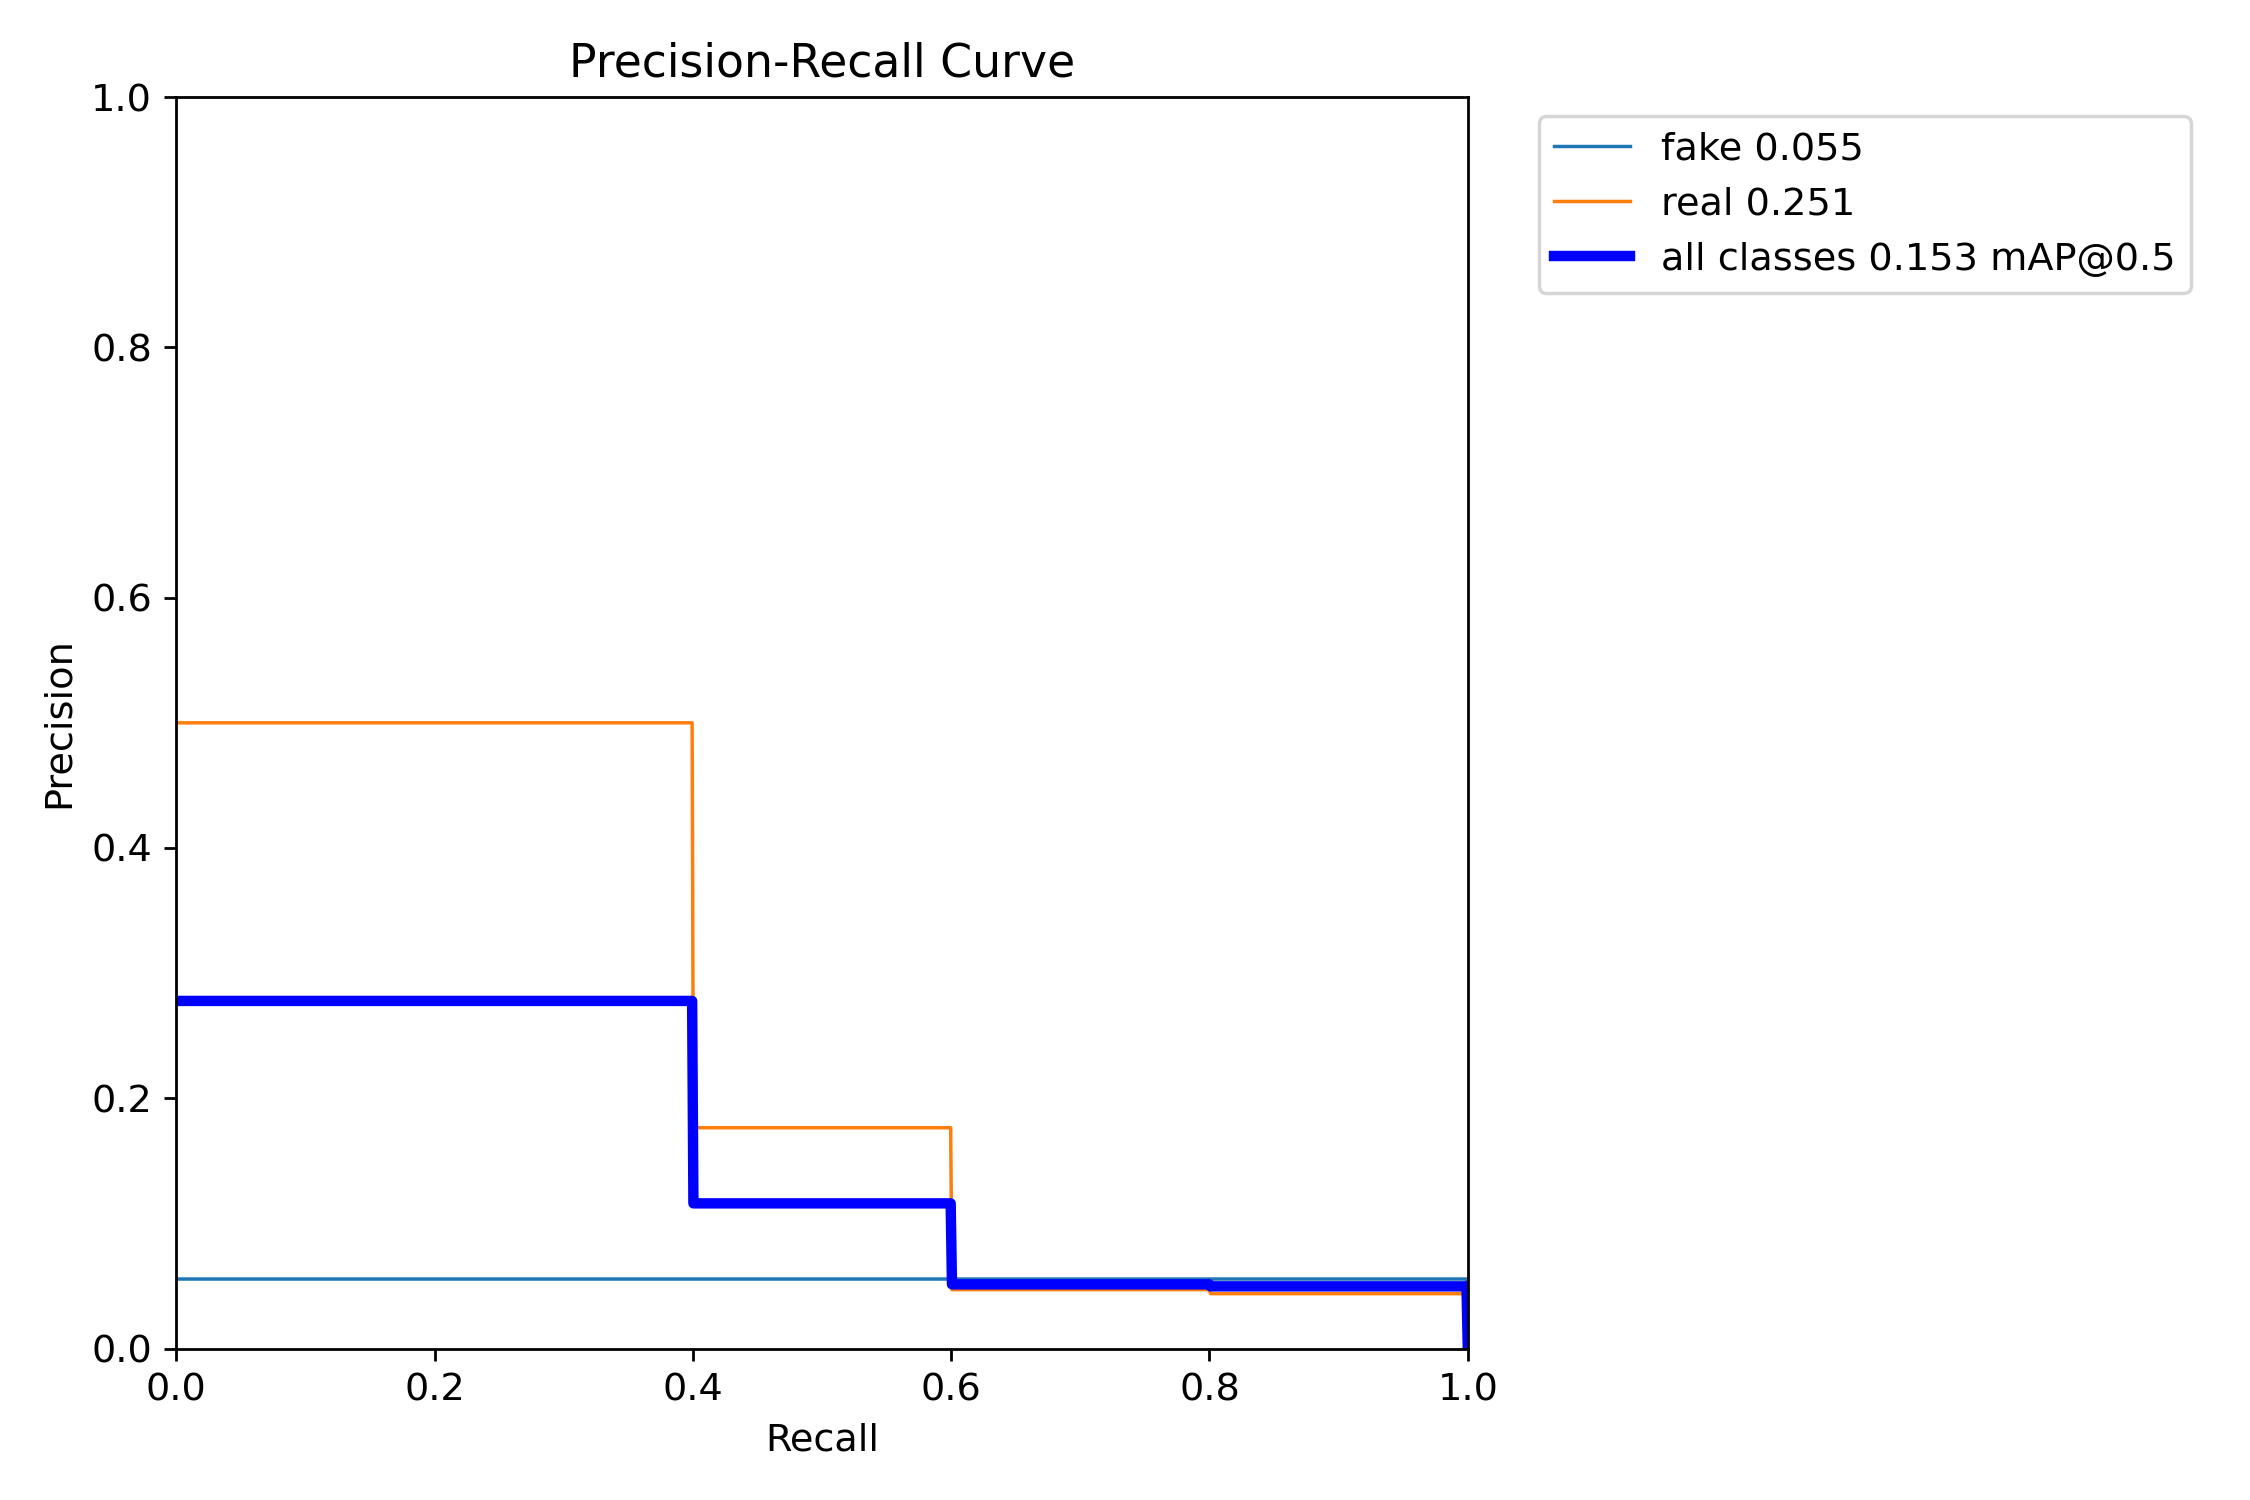 Precision-Recall Curve
1.0
0.8
0.6
0.4
0.2
0.0
Precision
0.0 0.2 0.4 0.6 0.8 1.0
Recall
fake 0.055
real 0.251
all classes 0.153 mAP@0.5